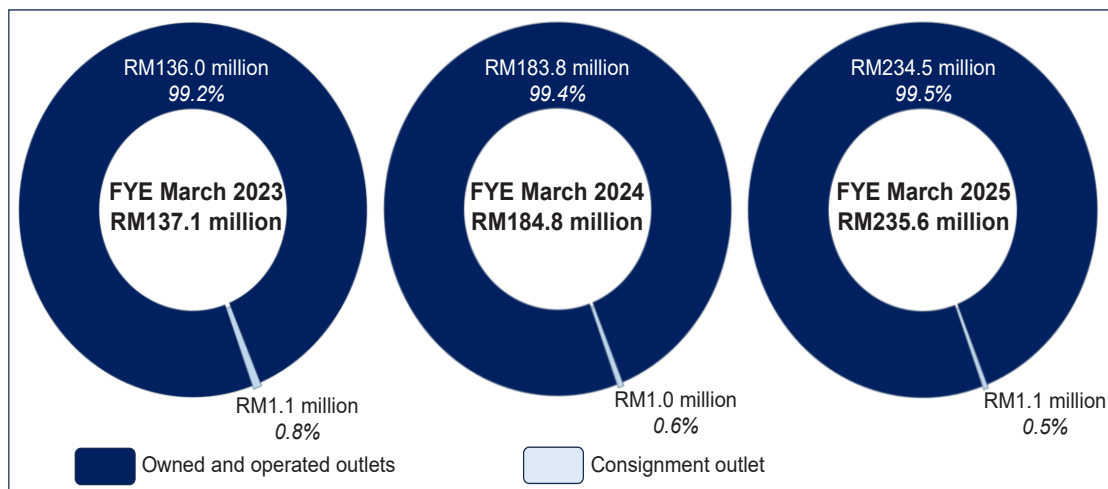 RM136.0 million
99.2%
FYE March 2023
RM137.1 million
RM1.1 million
0.8%
RM183.8 million
99.4%
FYE March 2024
RM184.8 million
RM1.0 million
0.6%
RM234.5 million
99.5%
FYE March 2025
RM235.6 million
RM1.1 million
0.5%
Owned and operated outlets
Consignment outlet